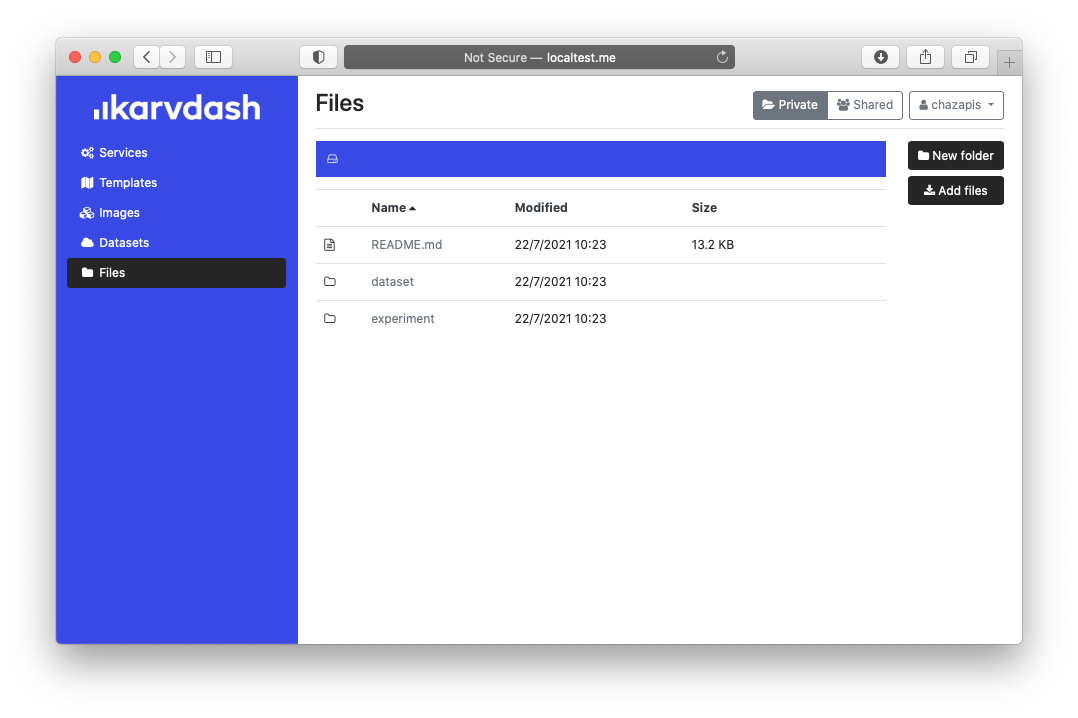 Not Secure — localtest.me
karvdash
Services
Templates
Images
Datasets
Files
Files
Private Shared chazapis
New folder
Add files
Name Modified Size
README.md 22/7/2021 10:23 13.2 KB
dataset 22/7/2021 10:23
experiment 22/7/2021 10:23